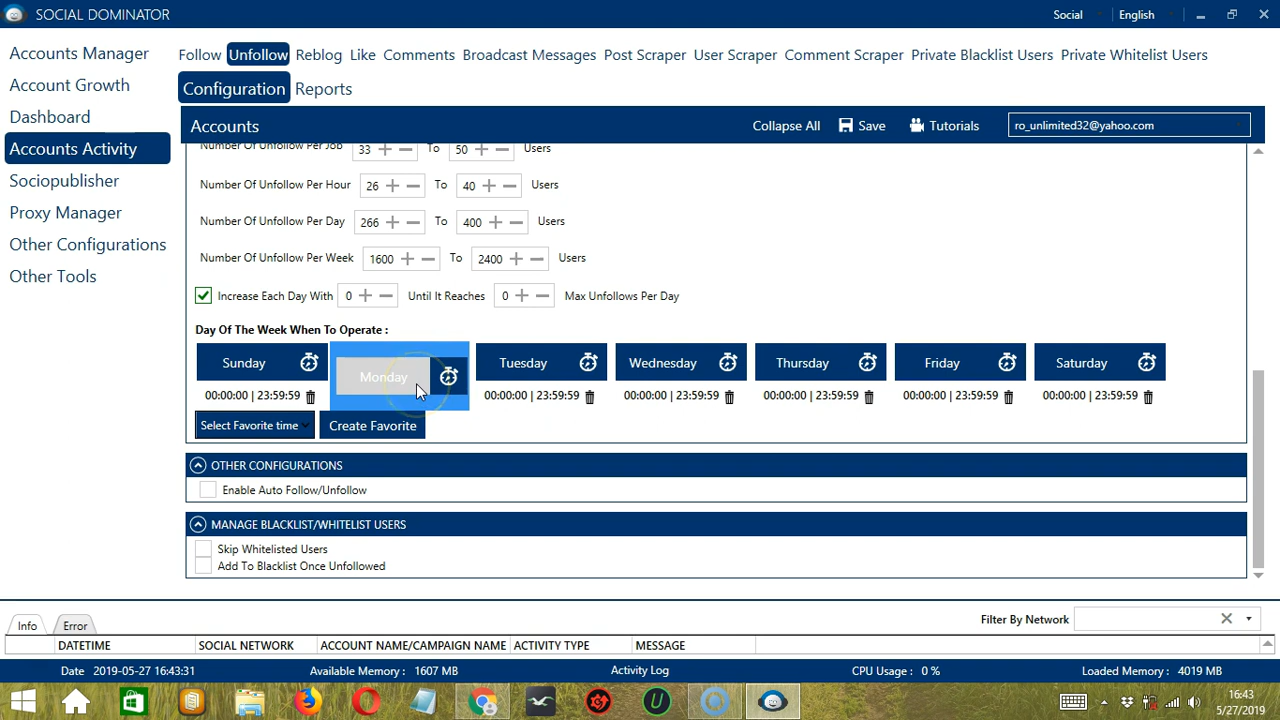 SOCIAL DOMINATOR
Social
English
Accounts Manager
Account Growth
Dashboard
Accounts Activity
Sociopublisher
Proxy Manager
Other Configurations
Other Tools
Follow Unfollow Reblog Like Comments Broadcast Messages Post Scraper User Scraper Comment Scraper Private Blacklist Users Private Whitelist Users
Configuration Reports
Accounts Collapse All Save Tutorials ro_unlimited32@yahoo.com
Number Of Unfollow Per Job 33 To 50 Users
Number Of Unfollow Per Hour 26 To 40 Users
Number Of Unfollow Per Day 266 To 400 Users
Number Of Unfollow Per Week 1600 To 2400 Users
Increase Each Day With 0 Until It Reaches 0 Max Unfollows Per Day
Day Of The Week When To Operate :
Sunday Monday Tuesday Wednesday Thursday Friday Saturday
00:00:00 | 23:59:59 00:00:00 | 23:59:59 00:00:00 | 23:59:59 00:00:00 | 23:59:59 00:00:00 | 23:59:59 00:00:00 | 23:59:59
Select Favorite time Create Favorite
OTHER CONFIGURATIONS
Enable Auto Follow/Unfollow
MANAGE BLACKLIST/WHITELIST USERS
Skip Whitelisted Users
Add To Blacklist Once Unfollowed
Info Error Filter By Network
DATETIME SOCIAL NETWORK ACCOUNT NAME/CAMPAIGN NAME ACTIVITY TYPE MESSAGE
Date 2019-05-27 16:43:31 Available Memory : 1607 MB Activity Log CPU Usage : 0 % Loaded Memory : 4019 MB
16:43
5/27/2019